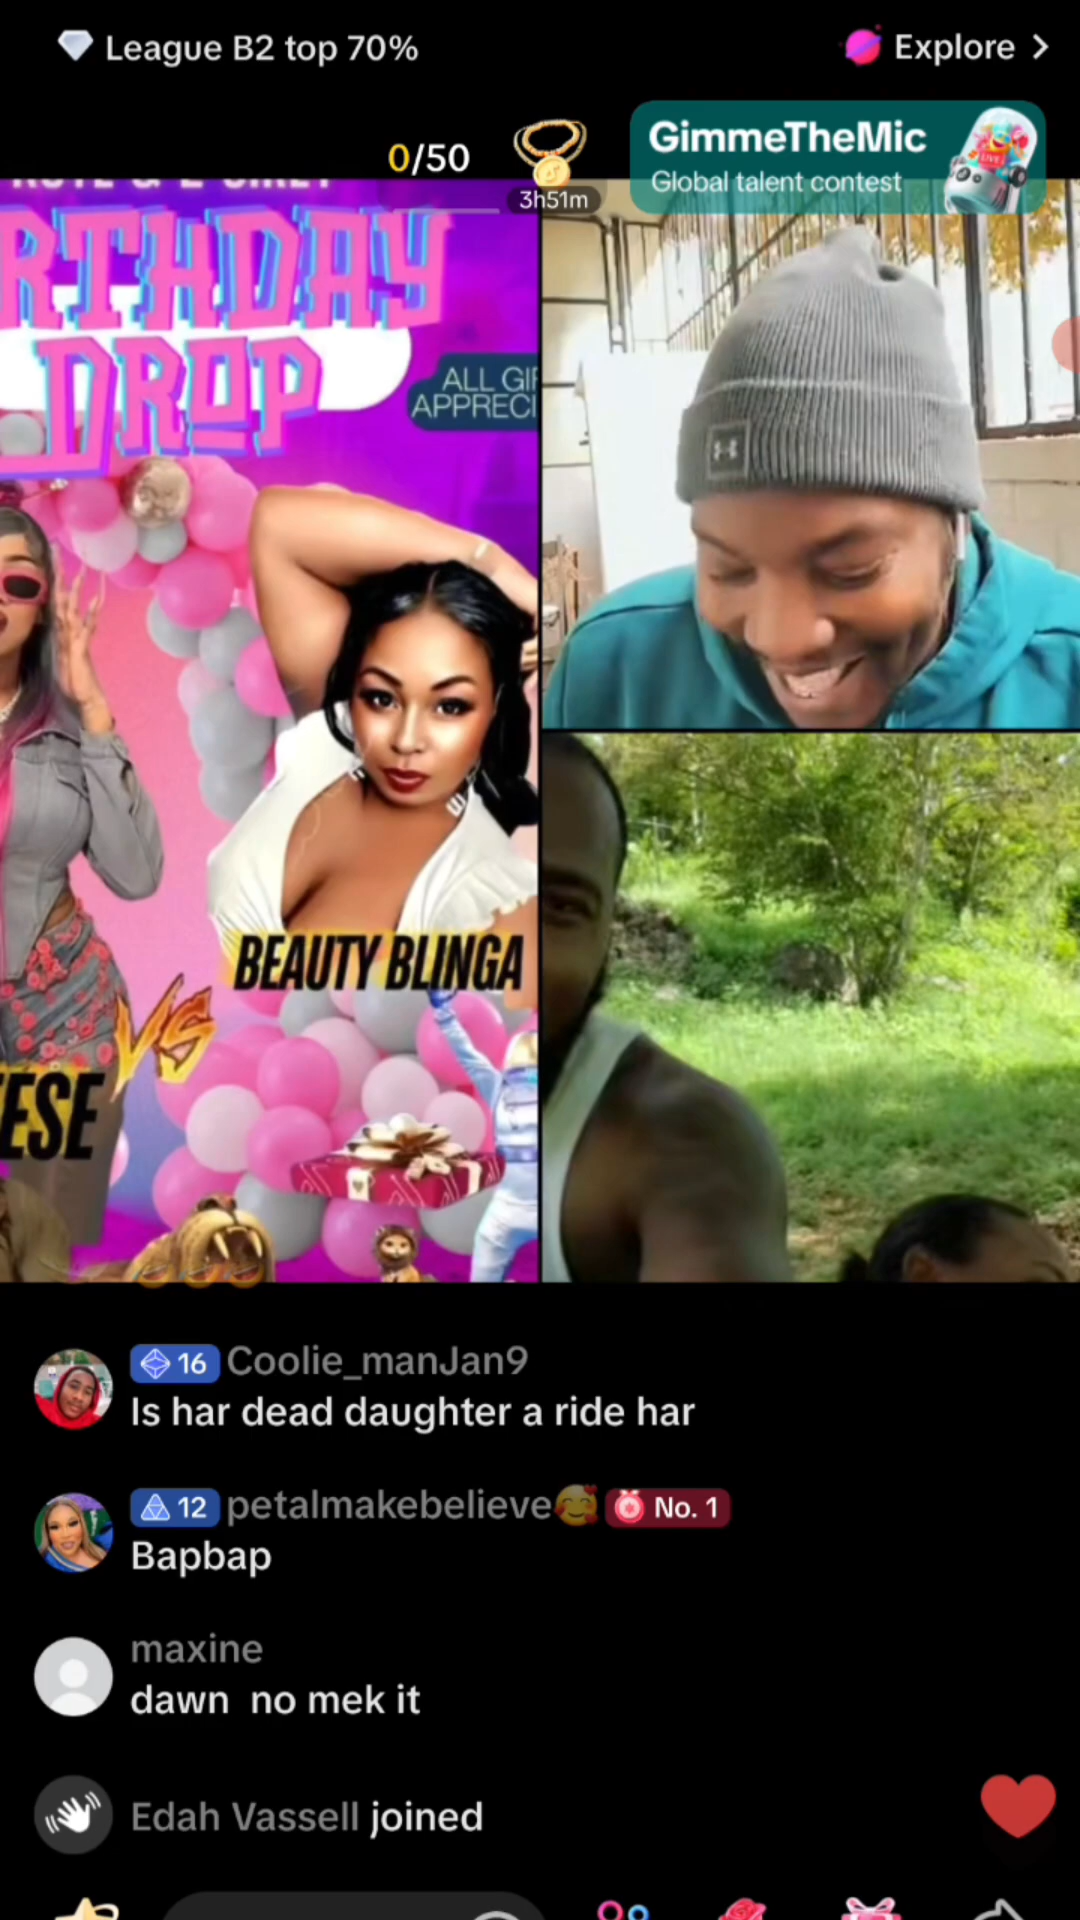 League B2 top 70%
Explore >
0/50
GimmeTheMic
Global talent contest
LIVE
3h51m
RTHDAY
DROP
ALL GI
APPRECI
BEAUTY BLINGA
VS
ESE
16 Coolie_manJan9
Is har dead daughter a ride har
12 petalmakebelieve🥰 No. 1
Bapbap
maxine
dawn no mek it
Edah Vassell joined